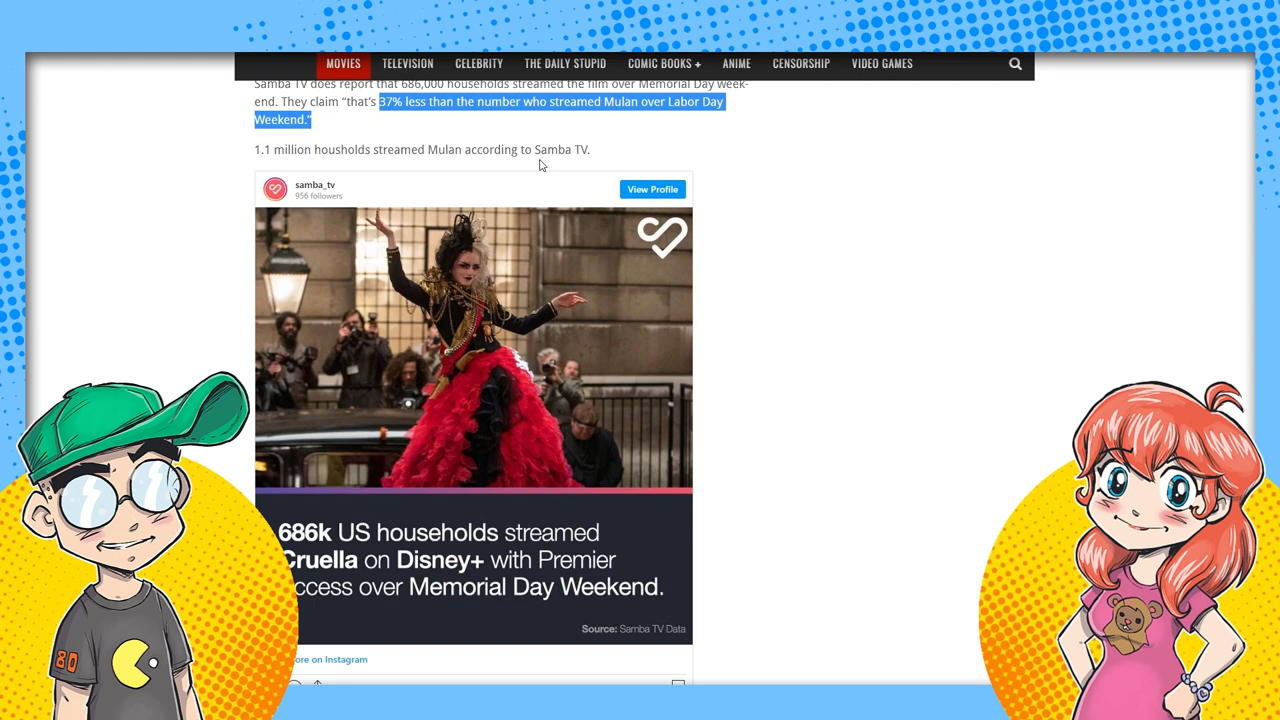 MOVIES TELEVISION CELEBRITY THE DAILY STUPID COMIC BOOKS + ANIME CENSORSHIP VIDEO GAMES
Samba TV does report that 686,000 households streamed the film over Memorial Day week-
end. They claim “that’s 37% less than the number who streamed Mulan over Labor Day
Weekend.”
1.1 million housholds streamed Mulan according to Samba TV.
samba_tv
956 followers
View Profile
686k US households streamed
Cruella on Disney+ with Premier
ccess over Memorial Day Weekend.
Source: Samba TV Data
ore on Instagram
80